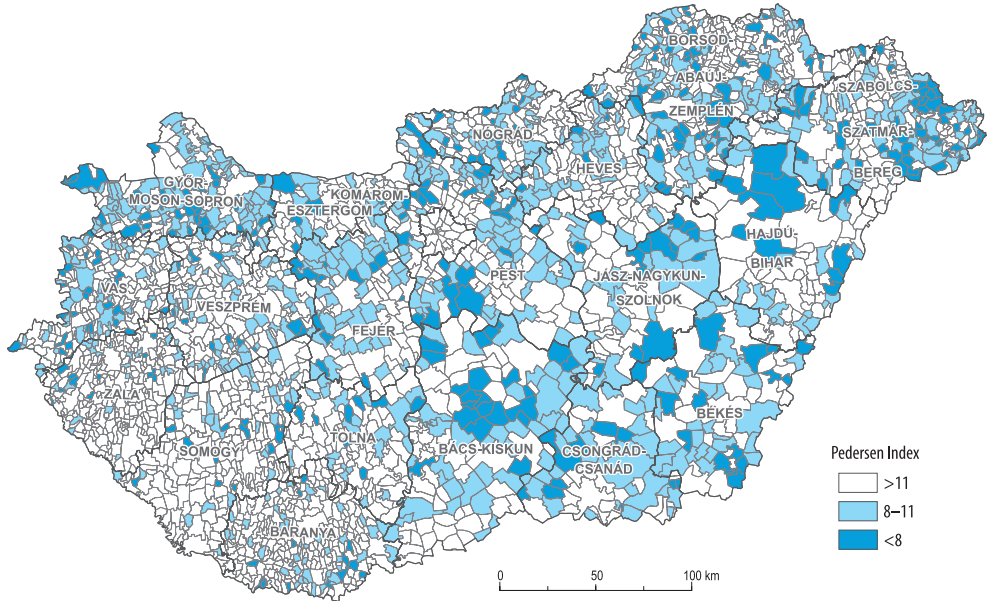 BORSOD-
ABAÚJ-
ZEMPLÉN
SZABOLCS-
SZATMÁR-
BEREG
NÓGRÁD
HEVES
GYŐR-
MOSON-SOPRON
KOMÁROM-
ESZTERGOM
HAJDÚ-
BIHAR
PEST
JÁSZ-NAGYKUN-
SZOLNOK
VAS
VESZPRÉM
FEJÉR
ZALA
SOMOGY
TOLNA
BÁCS-KISKUN
CSONGRÁD-
CSANÁD
BÉKÉS
BARANYA
Pedersen Index
>11
8–11
<8
0 50 100 km